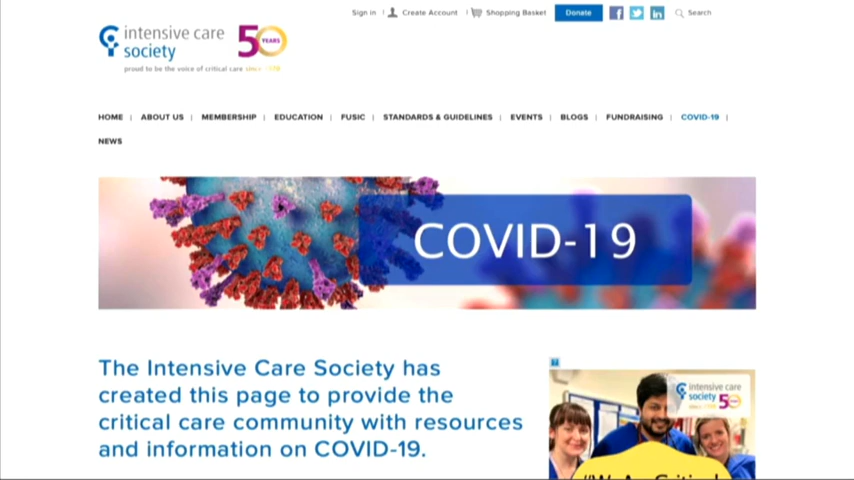 Sign in | Create Account | Shopping Basket Donate Search
intensive care
society
50 YEARS
proud to be the voice of critical care since
HOME | ABOUT US | MEMBERSHIP | EDUCATION | FUSIC | STANDARDS & GUIDELINES | EVENTS | BLOGS | FUNDRAISING | COVID-19 |
NEWS
COVID-19
The Intensive Care Society has
created this page to provide the
critical care community with resources
and information on COVID-19.
intensive care
society 50